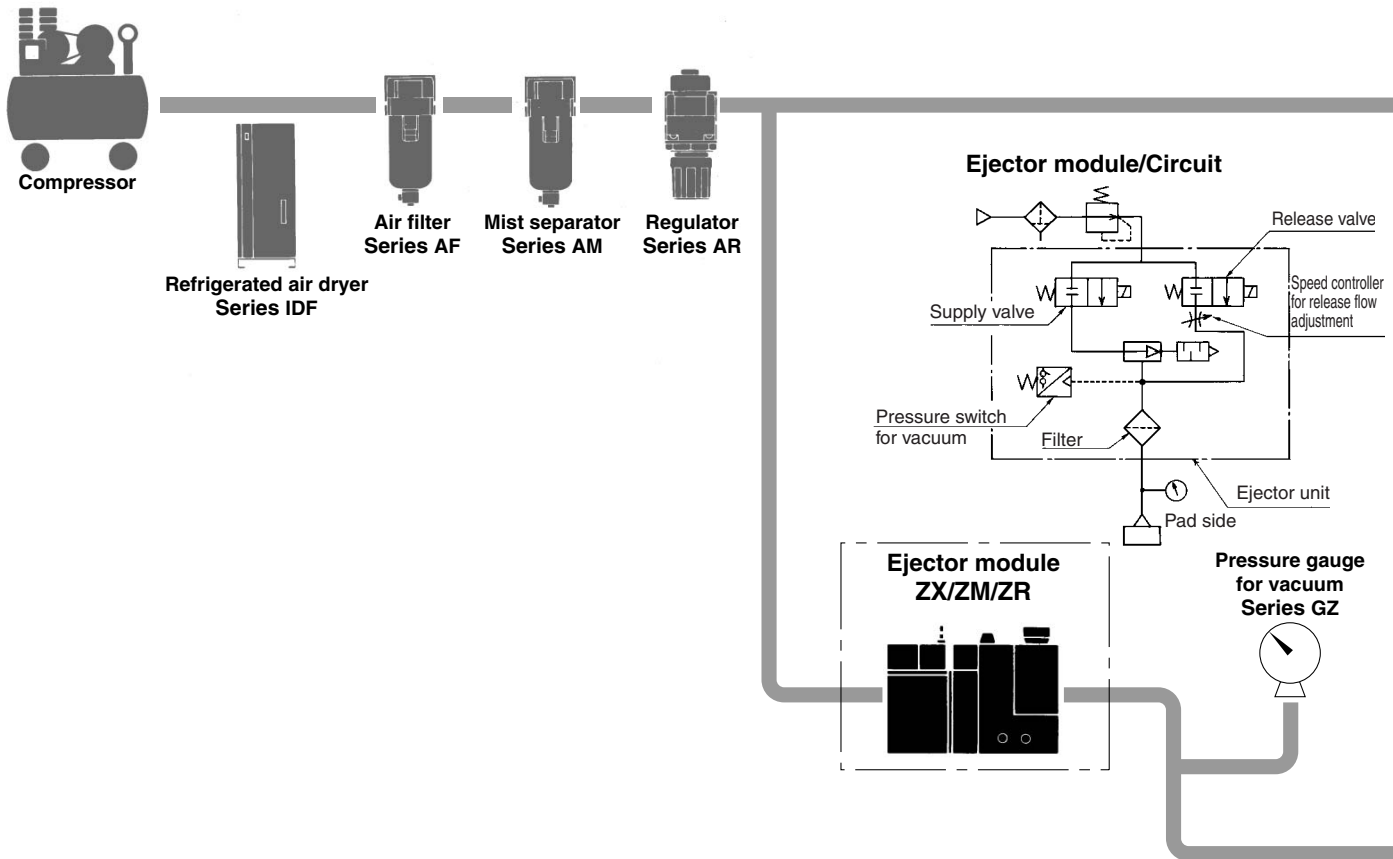 Compressor
Refrigerated air dryer
Series IDF
Air filter
Series AF
Mist separator
Series AM
Regulator
Series AR
Ejector module/Circuit
Release valve
Speed controller
for release flow
adjustment
Supply valve
Pressure switch
for vacuum
Filter
Ejector unit
Pad side
Ejector module
ZX/ZM/ZR
Pressure gauge
for vacuum
Series GZ